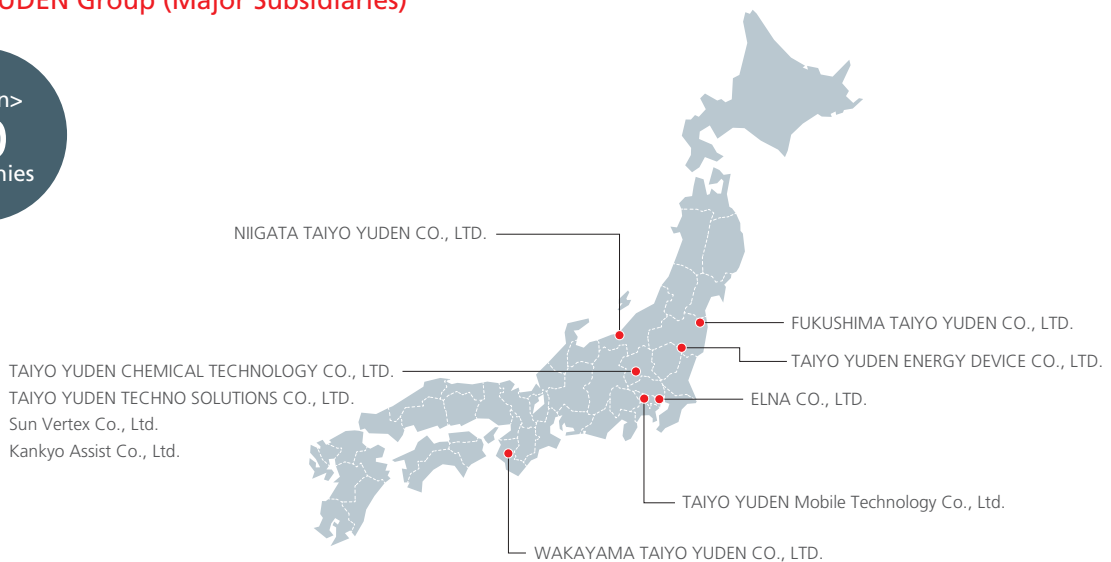 UDEN Group (Major Subsidiaries)
n>
nies
NIIGATA TAIYO YUDEN CO., LTD.
FUKUSHIMA TAIYO YUDEN CO., LTD.
TAIYO YUDEN ENERGY DEVICE CO., LTD.
TAIYO YUDEN CHEMICAL TECHNOLOGY CO., LTD.
TAIYO YUDEN TECHNO SOLUTIONS CO., LTD.
Sun Vertex Co., Ltd.
Kankyo Assist Co., Ltd.
ELNA CO., LTD.
TAIYO YUDEN Mobile Technology Co., Ltd.
WAKAYAMA TAIYO YUDEN CO., LTD.